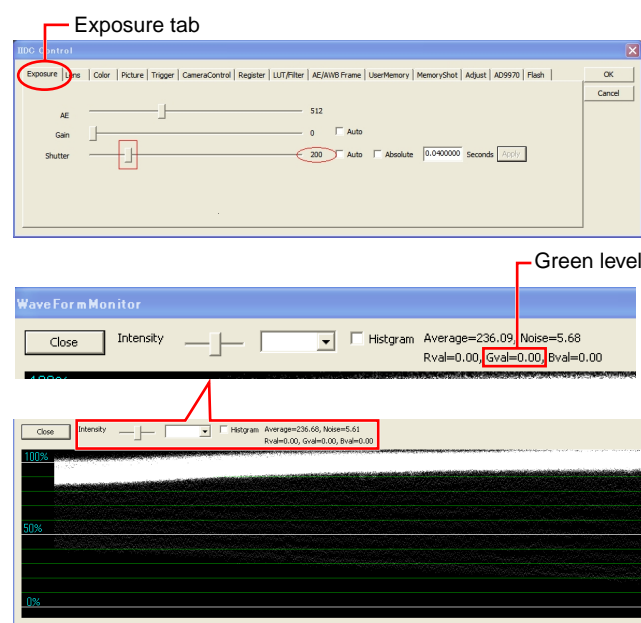 Exposure tab
IIDC Control
Exposure Lens Color Picture Trigger CameraControl Register LUT/Filter AE/AWB Frame UserMemory MemoryShot Adjust AD9970 Flash
OK
Cancel
AE 512
Gain 0 Auto
Shutter 200 Auto Absolute 0.0400000 Seconds Apply
Green level
WaveFormMonitor
Close Intensity Histgram Average=236.09, Noise=5.68
Rval=0.00, Gval=0.00, Bval=0.00
100%
Close Intensity Histgram Average=236.68, Noise=5.61
Rval=0.00, Gval=0.00, Bval=0.00
100%
50%
0%